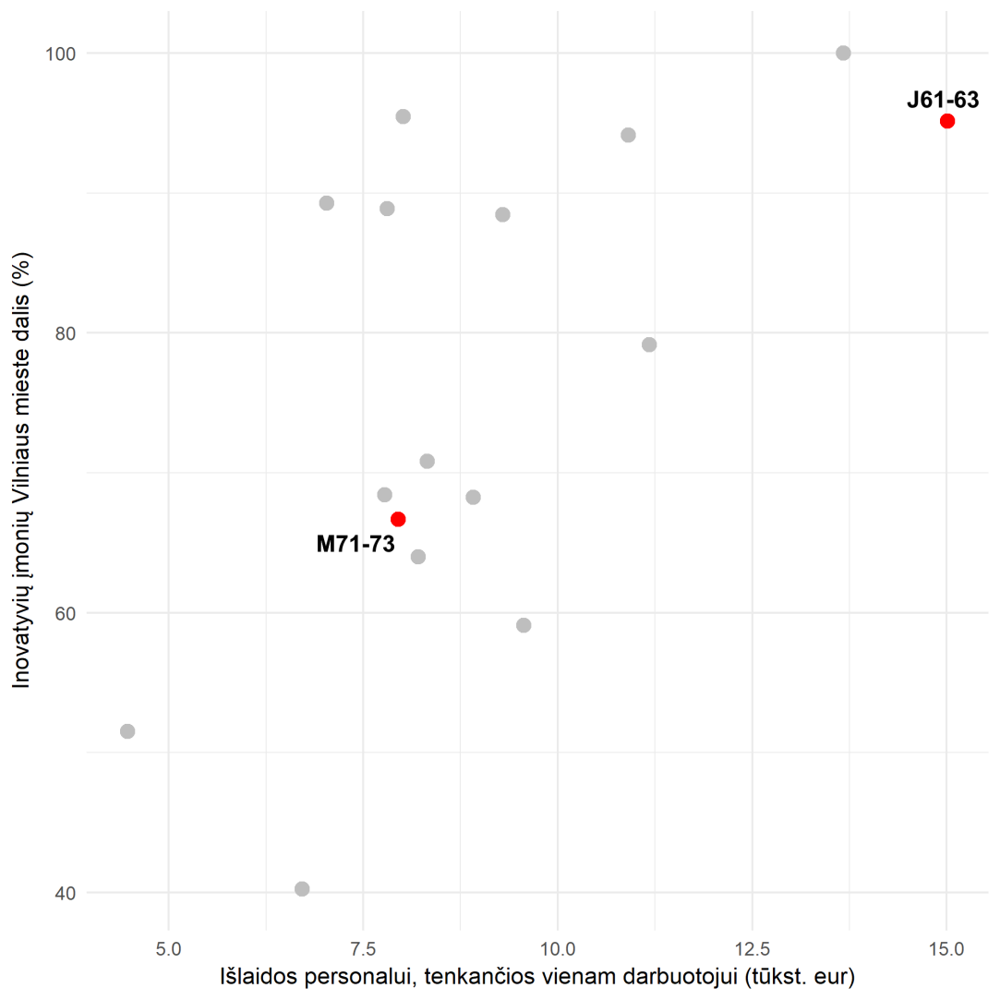 100
J61-63
80
M71-73
60
40
Inovatyvių įmonių Vilniaus mieste dalis (%)
5.0 7.5 10.0 12.5 15.0
Išlaidos personalui, tenkančios vienam darbuotojui (tūkst. eur)